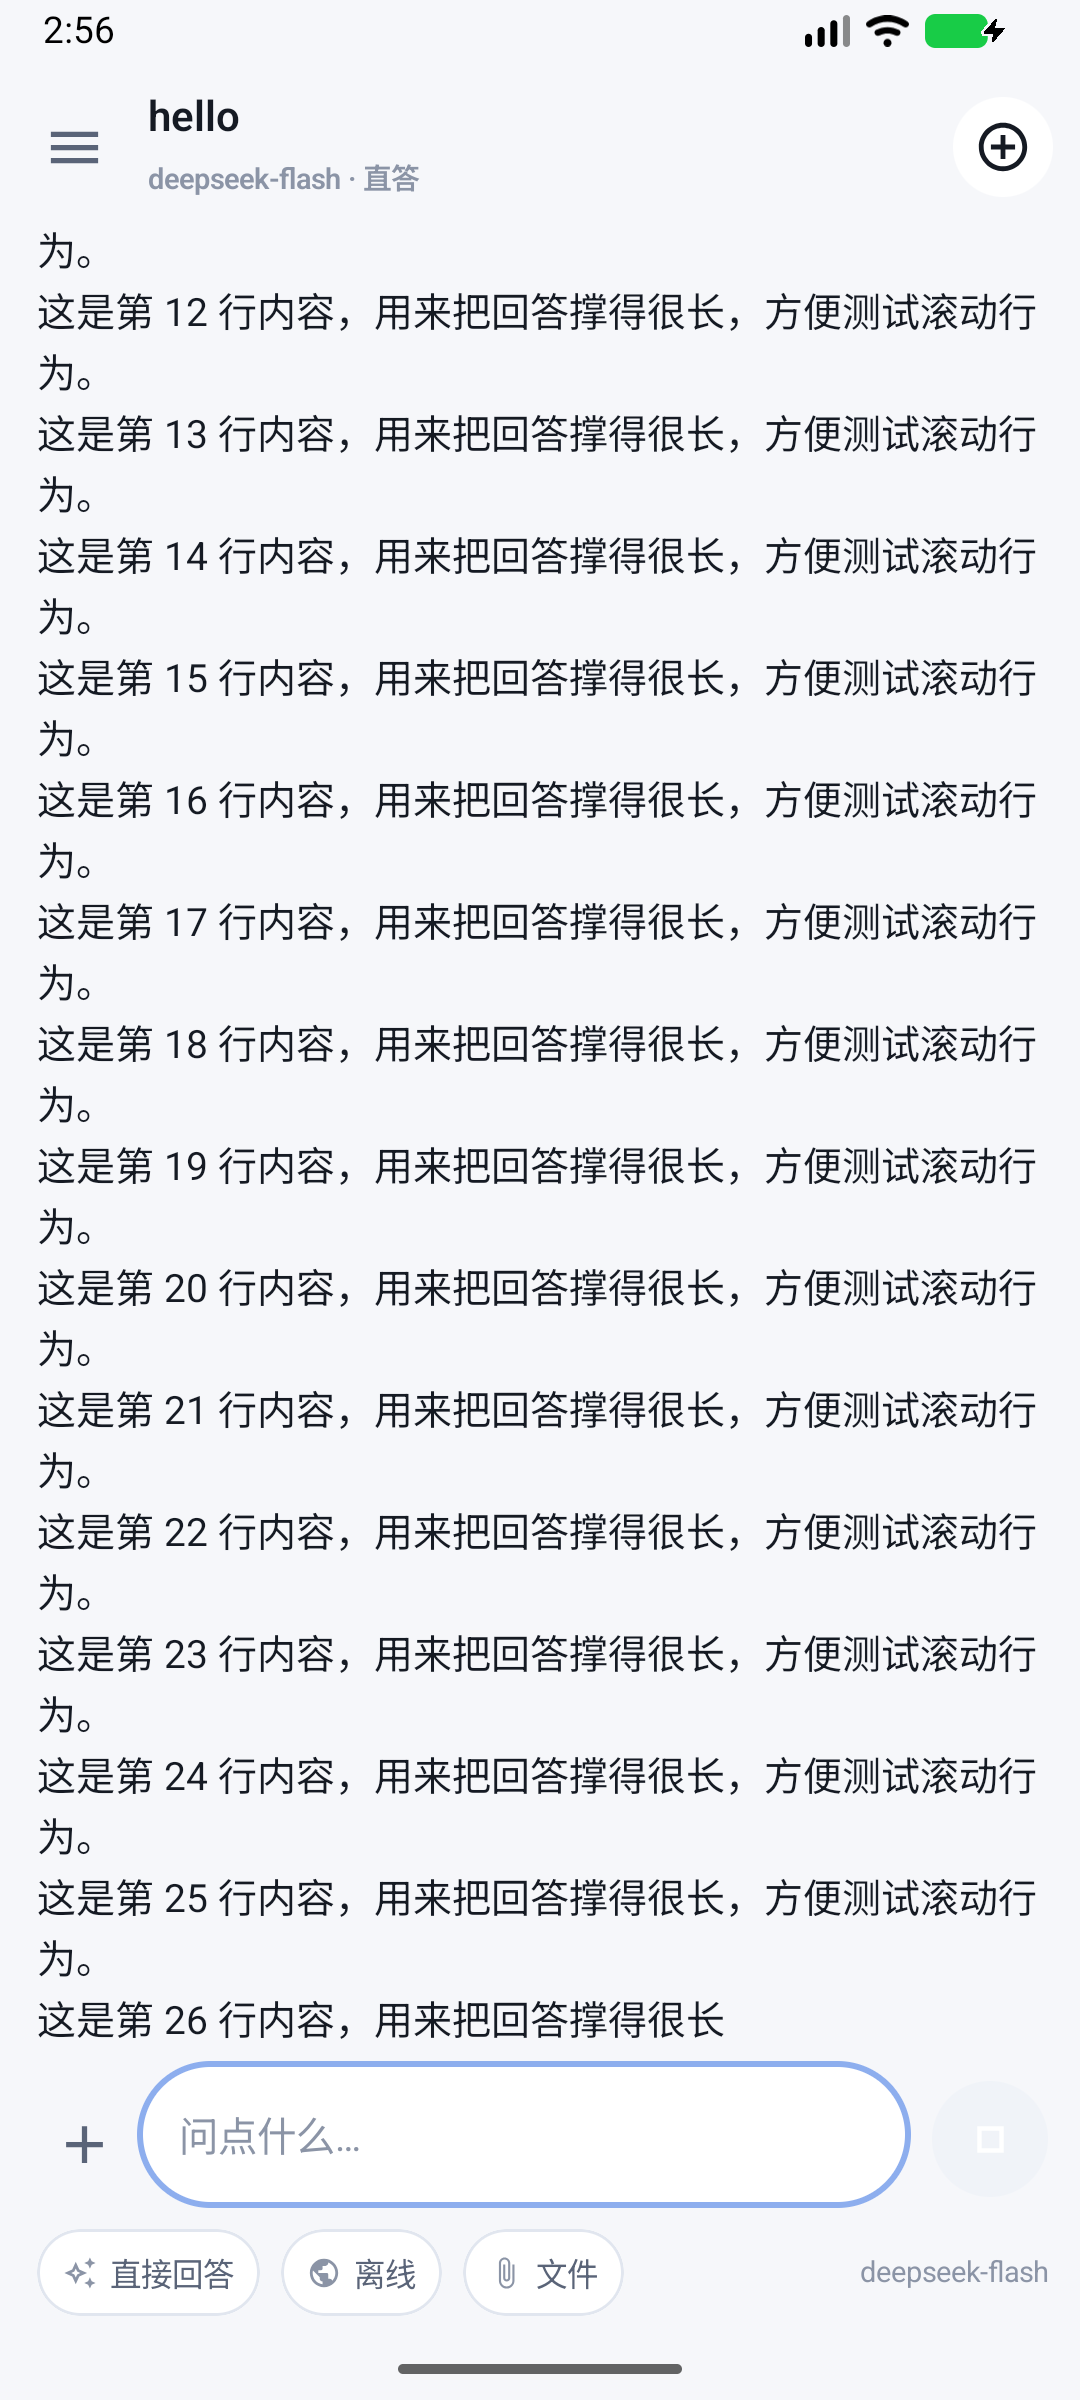 2:56
hello
deepseek-flash · 直答
为。
这是第 12 行内容，用来把回答撑得很长，方便测试滚动行
为。
这是第 13 行内容，用来把回答撑得很长，方便测试滚动行
为。
这是第 14 行内容，用来把回答撑得很长，方便测试滚动行
为。
这是第 15 行内容，用来把回答撑得很长，方便测试滚动行
为。
这是第 16 行内容，用来把回答撑得很长，方便测试滚动行
为。
这是第 17 行内容，用来把回答撑得很长，方便测试滚动行
为。
这是第 18 行内容，用来把回答撑得很长，方便测试滚动行
为。
这是第 19 行内容，用来把回答撑得很长，方便测试滚动行
为。
这是第 20 行内容，用来把回答撑得很长，方便测试滚动行
为。
这是第 21 行内容，用来把回答撑得很长，方便测试滚动行
为。
这是第 22 行内容，用来把回答撑得很长，方便测试滚动行
为。
这是第 23 行内容，用来把回答撑得很长，方便测试滚动行
为。
这是第 24 行内容，用来把回答撑得很长，方便测试滚动行
为。
这是第 25 行内容，用来把回答撑得很长，方便测试滚动行
为。
这是第 26 行内容，用来把回答撑得很长
问点什么...
直接回答 离线 文件 deepseek-flash